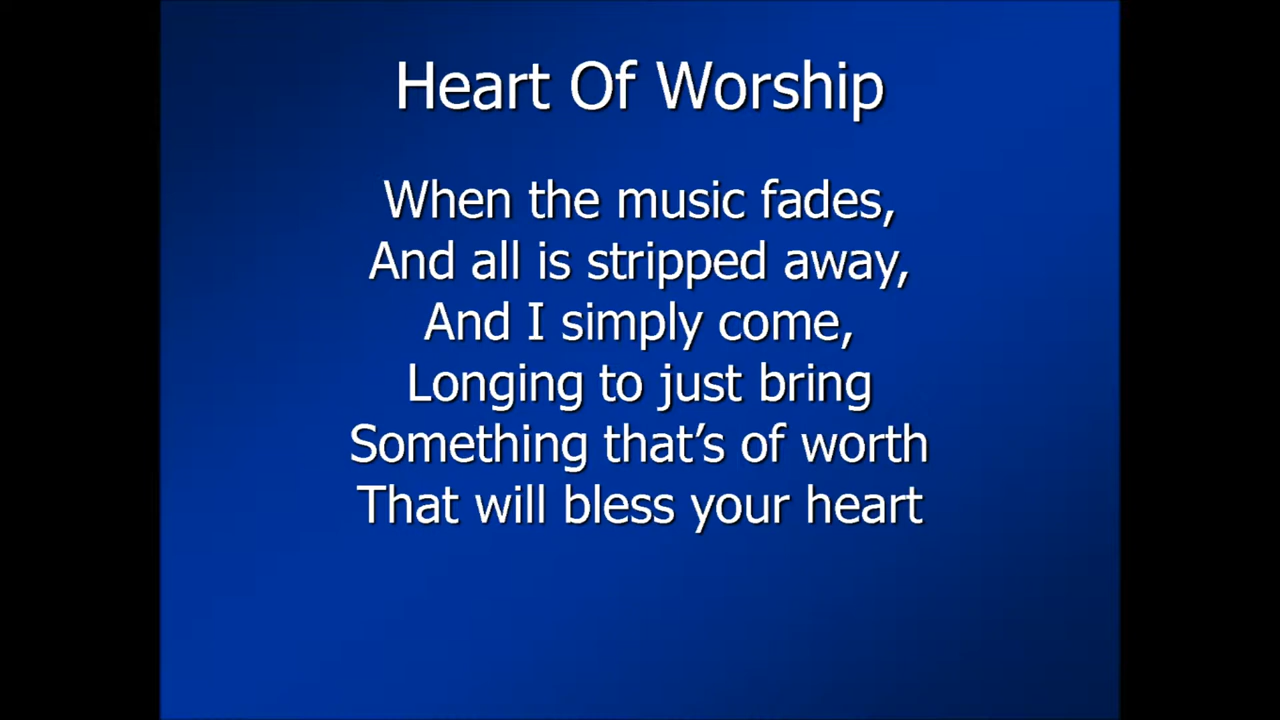 Heart Of Worship
When the music fades,
And all is stripped away,
And I simply come,
Longing to just bring
Something that’s of worth
That will bless your heart